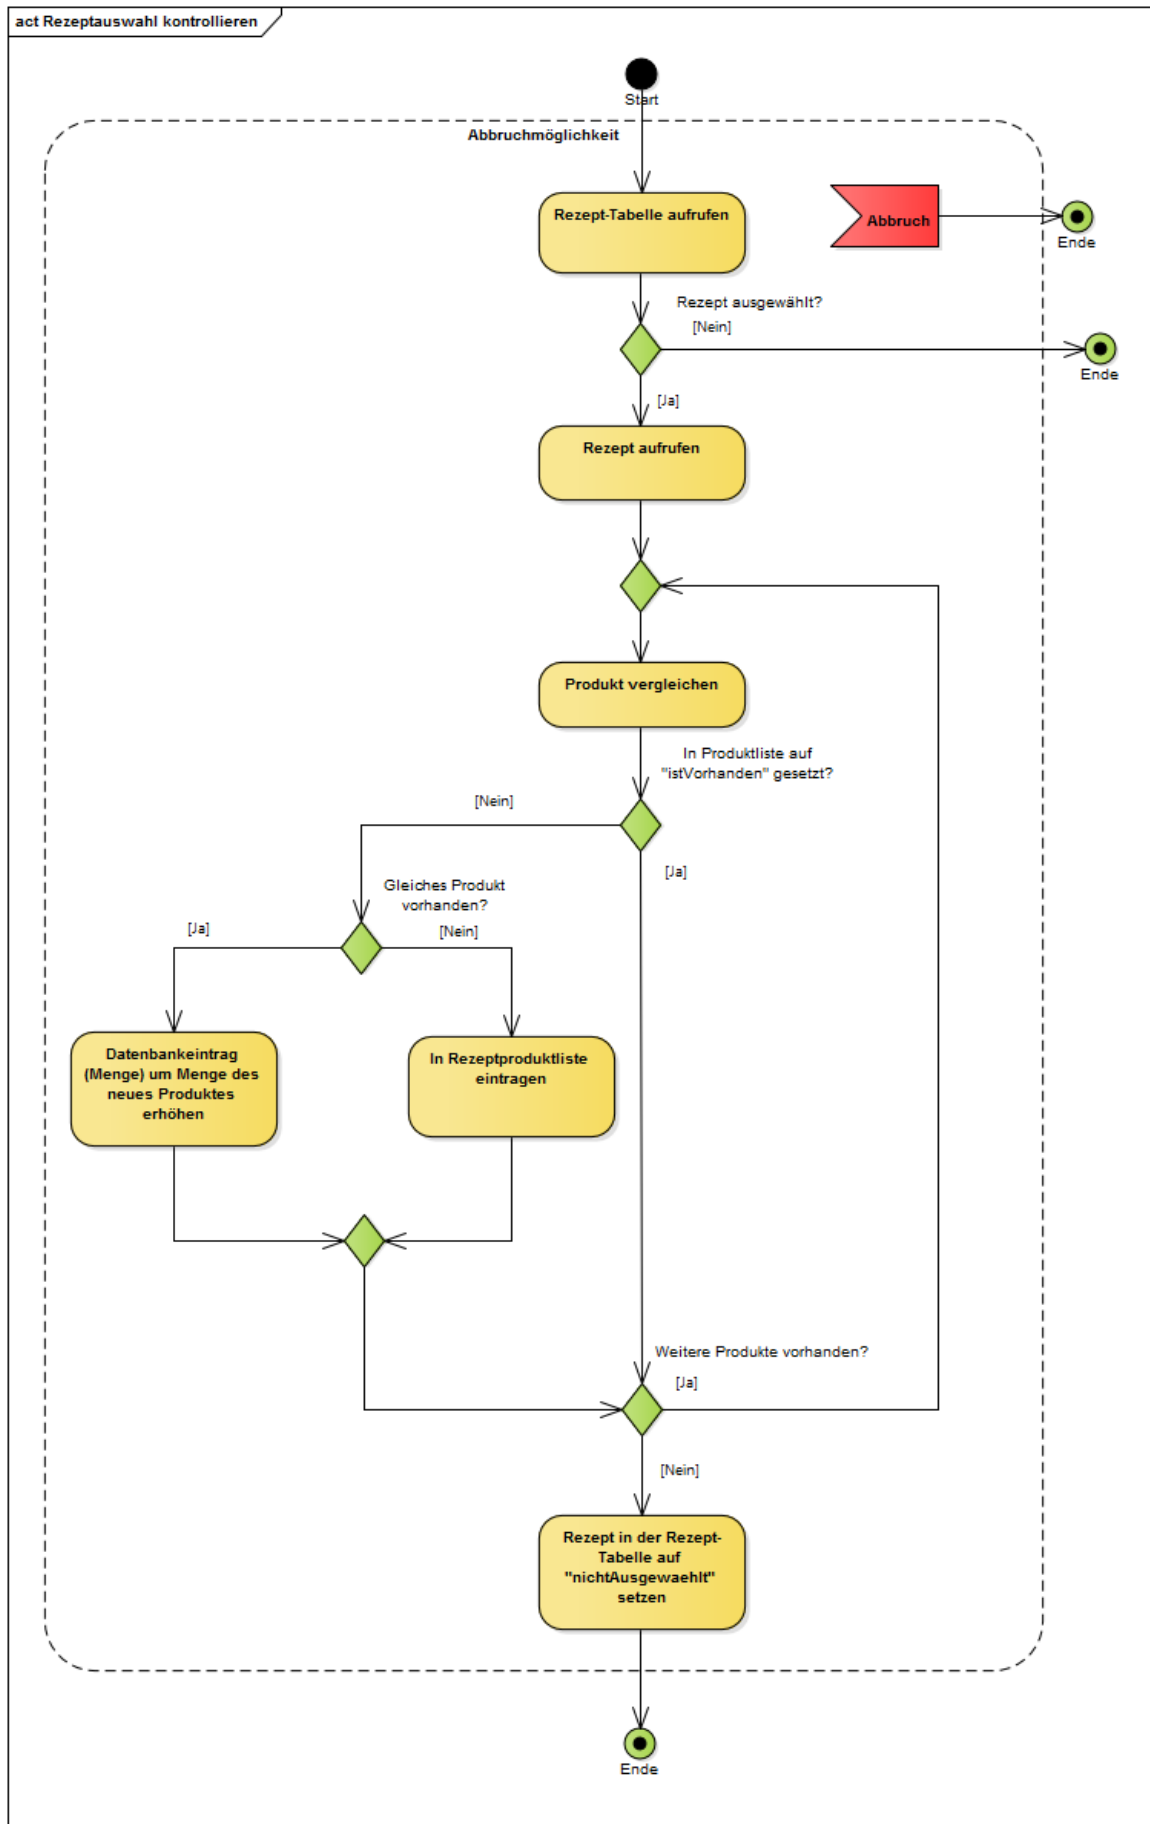 act Rezeptauswahl kontrollieren
Start
Abbruchmöglichkeit
Rezept-Tabelle aufrufen
Abbruch
Ende
Rezept ausgewählt?
[Nein]
Ende
[Ja]
Rezept aufrufen
Produkt vergleichen
In Produktliste auf
"istVorhanden" gesetzt?
[Nein]
[Ja]
Gleiches Produkt
vorhanden?
[Ja]
[Nein]
Datenbankeintrag
(Menge) um Menge des
neues Produktes
erhöhen
In Rezeptproduktliste
eintragen
Weitere Produkte vorhanden?
[Ja]
[Nein]
Rezept in der Rezept-
Tabelle auf
"nichtAusgewaehlt"
setzen
Ende